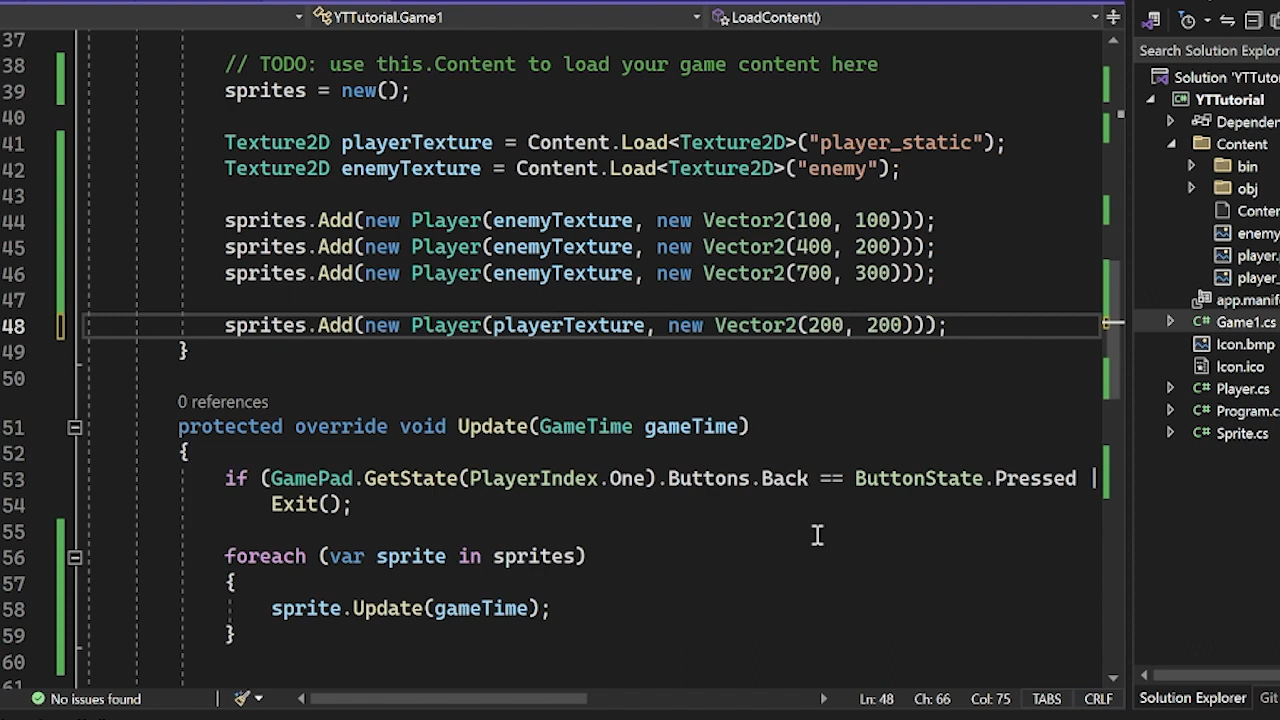 YTTutorial.Game1
LoadContent()
Search Solution Explor
37
38 // TODO: use this.Content to load your game content here
39 sprites = new();
40
41 Texture2D playerTexture = Content.Load<Texture2D>("player_static");
42 Texture2D enemyTexture = Content.Load<Texture2D>("enemy");
43
44 sprites.Add(new Player(enemyTexture, new Vector2(100, 100)));
45 sprites.Add(new Player(enemyTexture, new Vector2(400, 200)));
46 sprites.Add(new Player(enemyTexture, new Vector2(700, 300)));
47
48 sprites.Add(new Player(playerTexture, new Vector2(200, 200)));
49 }
50
0 references
51 protected override void Update(GameTime gameTime)
52 {
53 if (GamePad.GetState(PlayerIndex.One).Buttons.Back == ButtonState.Pressed |
54 Exit();
55
56 foreach (var sprite in sprites)
57 {
58 sprite.Update(gameTime);
59 }
60
Solution 'YTTutor
C# YTTutorial
Dependen
Content
bin
obj
Conten
enemy
player.
player_
app.manif
C# Game1.cs
Icon.bmp
Icon.ico
C# Player.cs
C# Program.c
C# Sprite.cs
No issues found
Ln: 48
Ch: 66
Col: 75
TABS
CRLF
Solution Explorer
Git